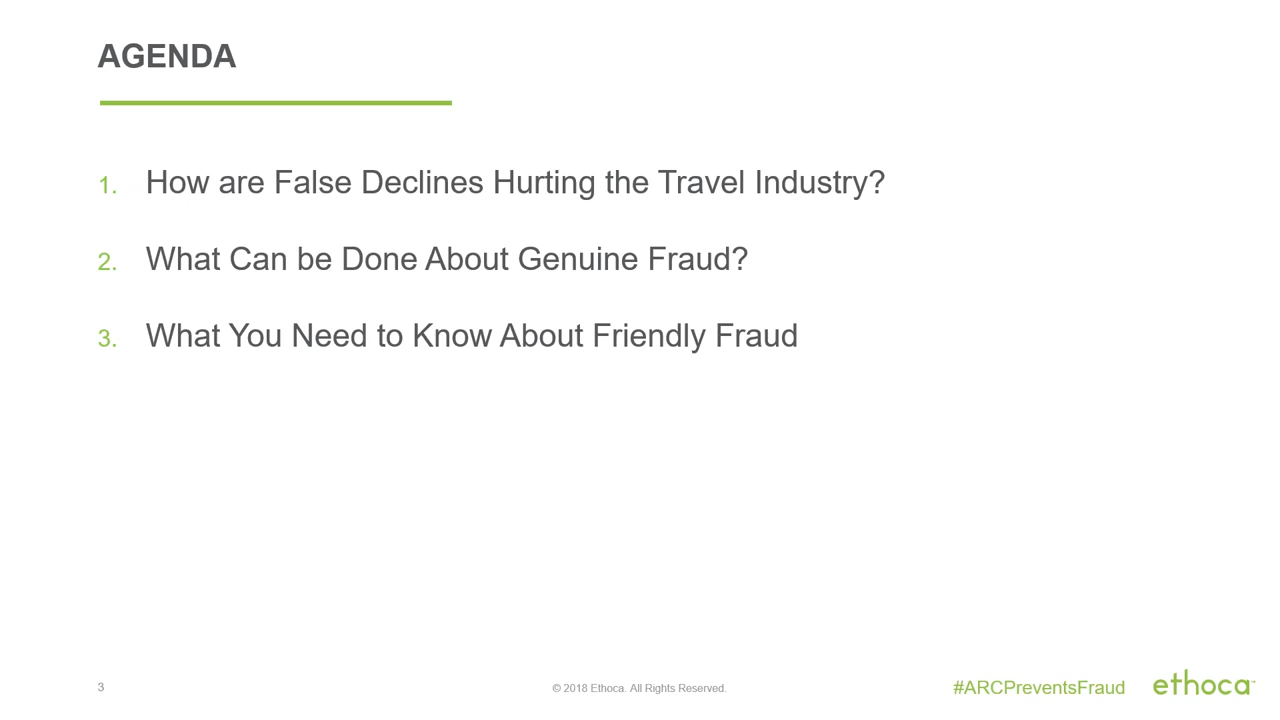 AGENDA
1. How are False Declines Hurting the Travel Industry?
2. What Can be Done About Genuine Fraud?
3. What You Need to Know About Friendly Fraud
3
© 2018 Ethoca. All Rights Reserved.
#ARCPreventsFraud
ethoca™